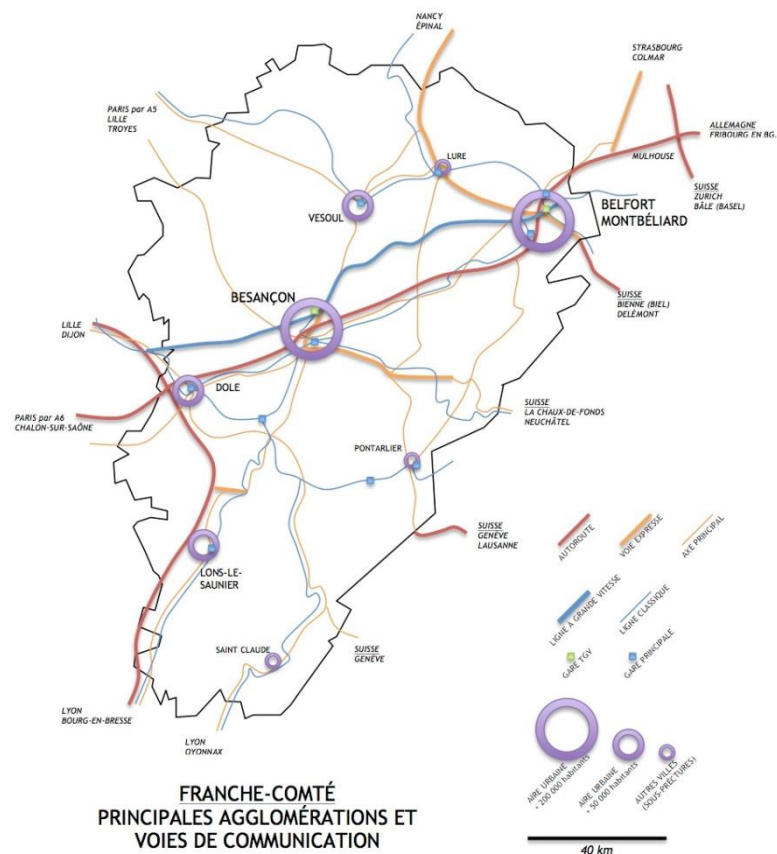 NANCY
ÉPINAL
STRASBOURG
COLMAR
PARIS par A5
LILLE
TROYES
ALLEMAGNE
FRIBOURG EN BG.
LURE
MULHOUSE
SUISSE
ZURICH
BÂLE (BASEL)
VESOUL
BELFORT
MONTBÉLIARD
BESANÇON
SUISSE
BIENNE (BIEL)
DELÉMONT
LILLE
DIJON
DOLE
PARIS par A6
CHALON-SUR-SAÔNE
SUISSE
LA CHAUX-DE-FONDS
NEUCHÂTEL
PONTARLIER
SUISSE
GENÈVE
LAUSANNE
LONS-LE-
SAUNIER
SAINT CLAUDE
SUISSE
GENÈVE
LYON
BOURG-EN-BRESSE
LYON
OYONNAX
AUTOROUTE
VOIE EXPRESSE
AXE PRINCIPAL
LIGNE A GRANDE VITESSE
LIGNE CLASSIQUE
GARE TGV
GARE PRINCIPALE
AIRE URBAINE
+ 200 000 habitants
AIRE URBAINE
+ 50 000 habitants
AUTRES VILLES
(SOUS-PRÉCTURES)
FRANCHE-COMTÉ
PRINCIPALES AGGLOMÉRATIONS ET
VOIES DE COMMUNICATION
40 km